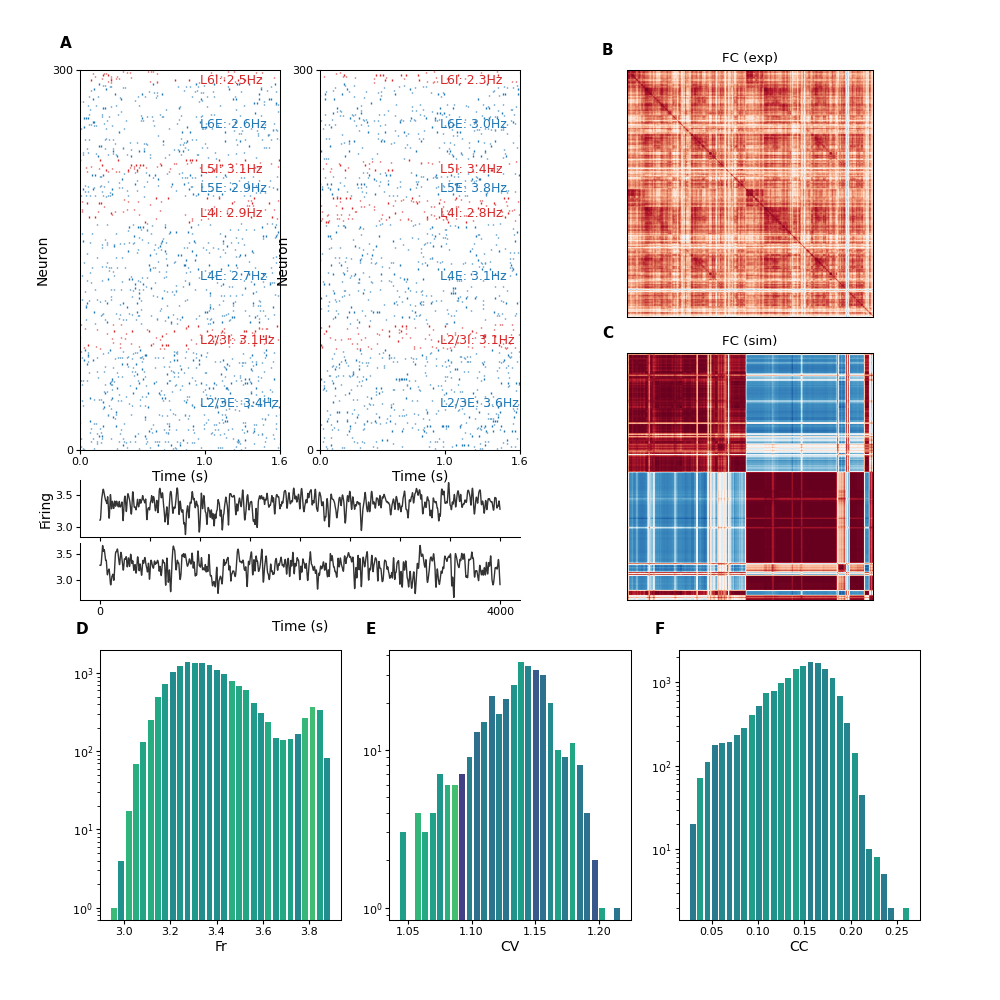 A
300
0
Neuron
L6I: 2.5Hz
L6E: 2.6Hz
L5I: 3.1Hz
L5E: 2.9Hz
L4I: 2.9Hz
L4E: 2.7Hz
L2/3I: 3.1Hz
L2/3E: 3.4Hz
0.0 1.0 1.6
Time (s)
300
0
Neuron
L6I: 2.3Hz
L6E: 3.0Hz
L5I: 3.4Hz
L5E: 3.8Hz
L4I: 2.8Hz
L4E: 3.1Hz
L2/3I: 3.1Hz
L2/3E: 3.6Hz
0.0 1.0 1.6
Time (s)
Firing
3.5
3.0
3.5
3.0
0 4000
Time (s)
B
FC (exp)
C
FC (sim)
D
10³
10²
10¹
10⁰
3.0 3.2 3.4 3.6 3.8
Fr
E
10¹
10⁰
1.05 1.10 1.15 1.20
CV
F
10³
10²
10¹
0.05 0.10 0.15 0.20 0.25
CC